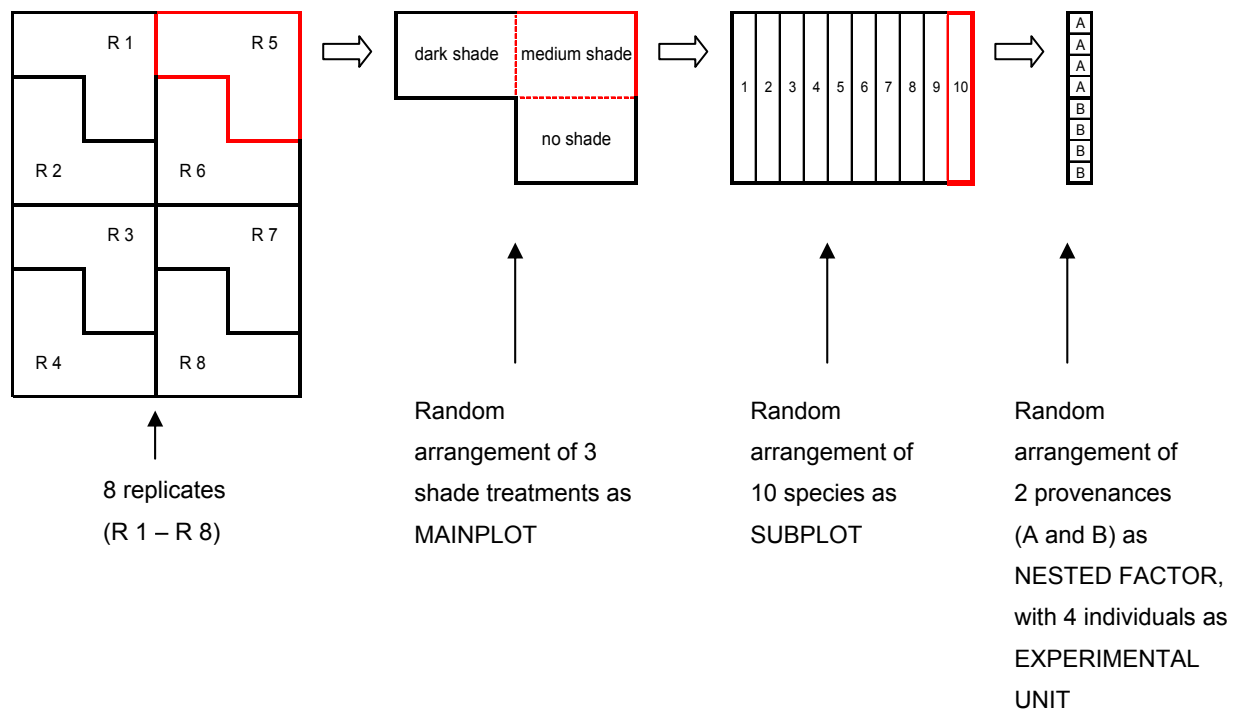 R 1
R 5
R 2
R 6
R 3
R 7
R 4
R 8
dark shade
medium shade
no shade
1 2 3 4 5 6 7 8 9 10
A
A
A
A
B
B
B
B
8 replicates
(R 1 – R 8)
Random
arrangement of 3
shade treatments as
MAINPLOT
Random
arrangement of
10 species as
SUBPLOT
Random
arrangement of
2 provenances
(A and B) as
NESTED FACTOR,
with 4 individuals as
EXPERIMENTAL
UNIT